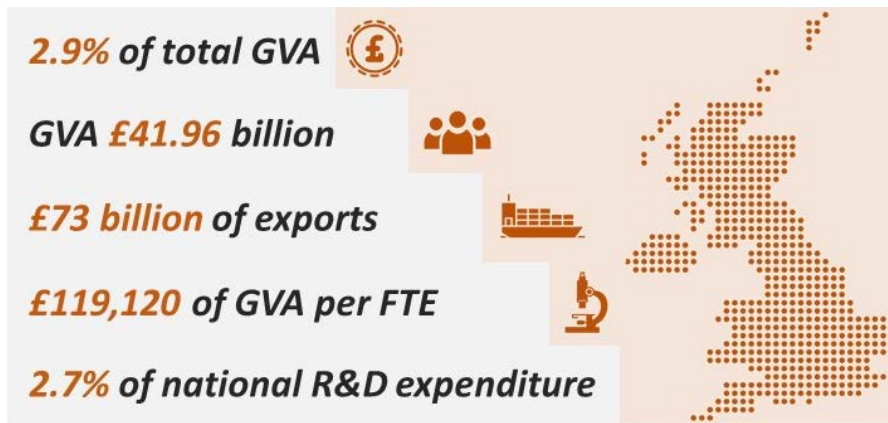 2.9% of total GVA
GVA £41.96 billion
£73 billion of exports
£119,120 of GVA per FTE
2.7% of national R&D expenditure